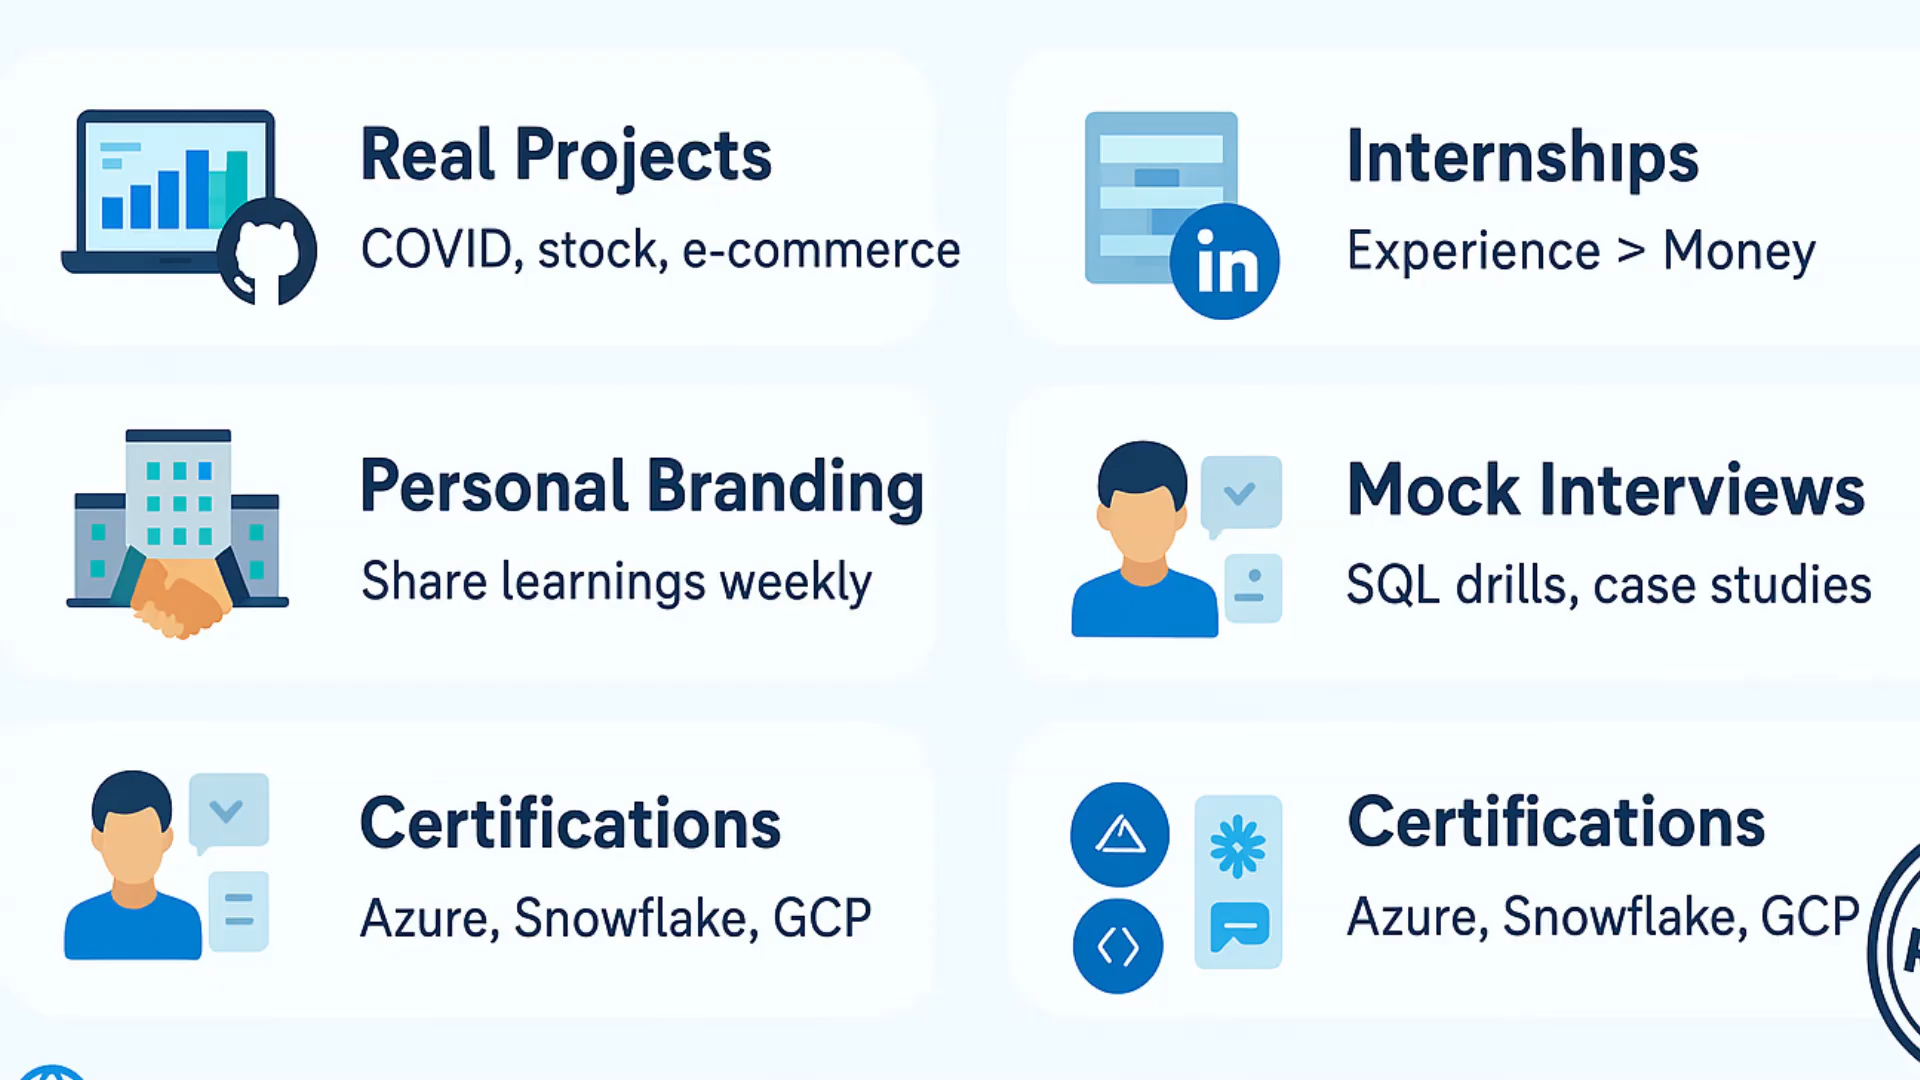 Real Projects
COVID, stock, e-commerce
Internships
Experience > Money
in
Personal Branding
Share learnings weekly
Mock Interviews
SQL drills, case studies
Certifications
Azure, Snowflake, GCP
Certifications
Azure, Snowflake, GCP